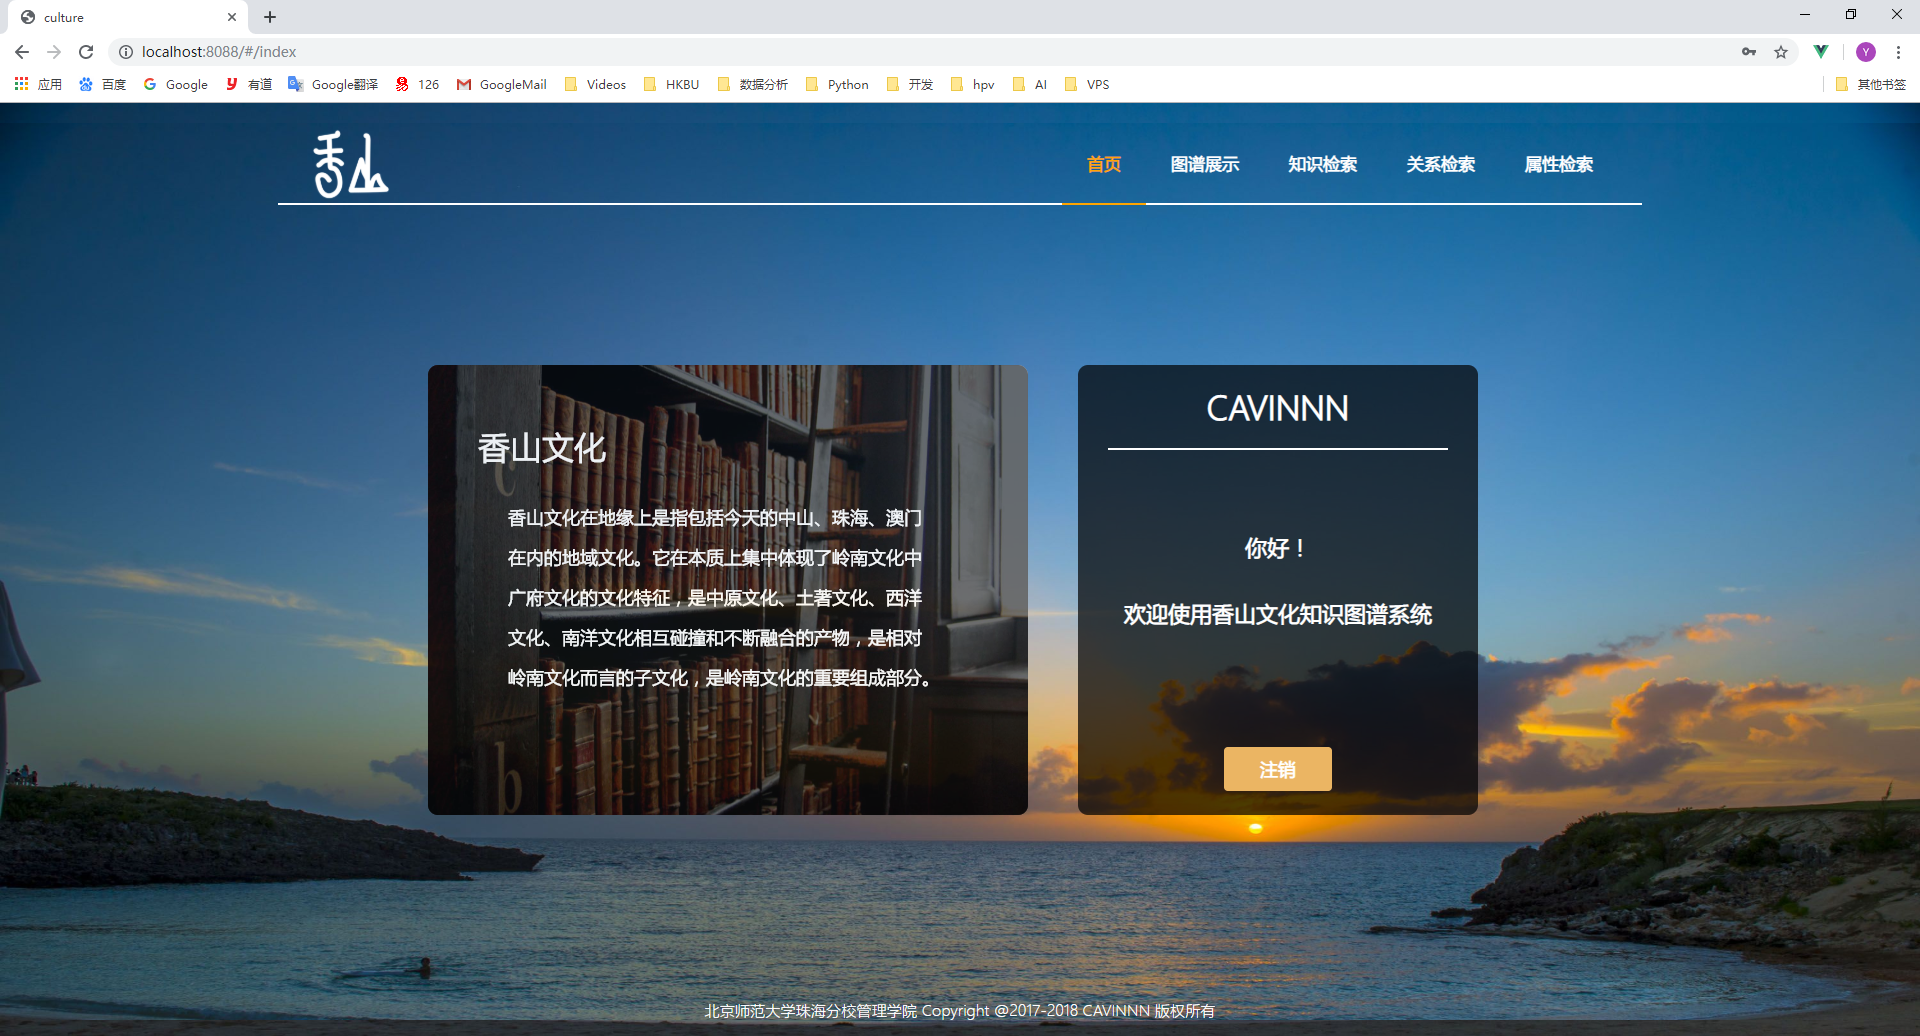 culture
localhost:8088/#/index
Y
应用 百度 Google 有道 Google翻译 126 GoogleMail Videos HKBU 数据分析 Python 开发 hpv AI VPS 其他书签
香山
首页 图谱展示 知识检索 关系检索 属性检索
香山文化
香山文化在地缘上是指包括今天的中山、珠海、澳门
在内的地域文化。它在本质上集中体现了岭南文化中
广府文化的文化特征，是中原文化、土著文化、西洋
文化、南洋文化相互碰撞和不断融合的产物，是相对
岭南文化而言的子文化，是岭南文化的重要组成部分。
c
b
CAVINNN
你好！
欢迎使用香山文化知识图谱系统
注销
北京师范大学珠海分校管理学院 Copyright @2017-2018 CAVINNN 版权所有